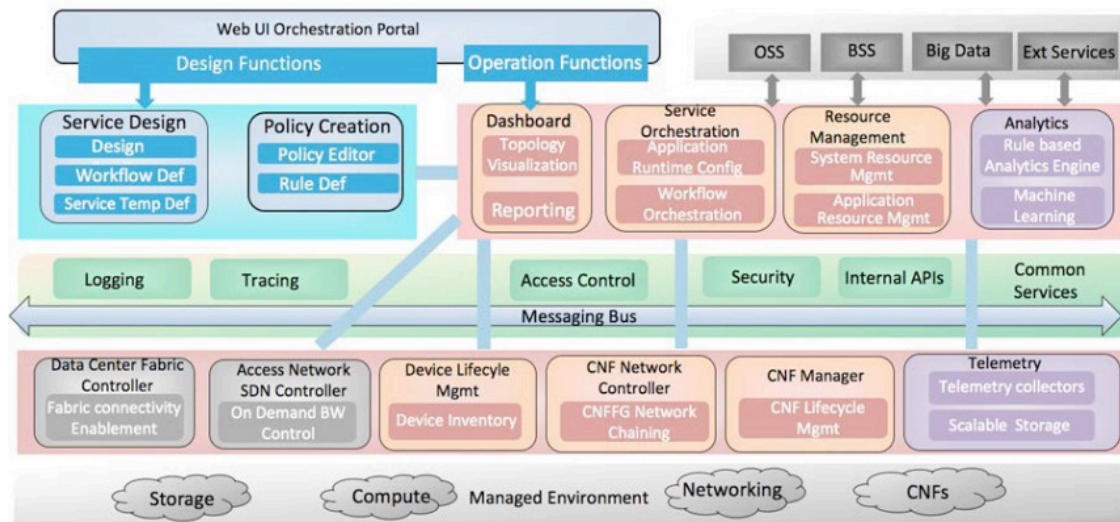 Web UI Orchestration Portal
Design Functions
Operation Functions
OSS
BSS
Big Data
Ext Services
Service Design
Design
Workflow Def
Service Temp Def
Policy Creation
Policy Editor
Rule Def
Dashboard
Topology
Visualization
Reporting
Service
Orchestration
Application
Runtime Config
Workflow
Orchestration
Resource
Management
System Resource
Mgmt
Application
Resource Mgmt
Analytics
Rule based
Analytics Engine
Machine
Learning
Logging
Tracing
Access Control
Security
Internal APIs
Common
Services
Messaging Bus
Data Center Fabric
Controller
Fabric connectivity
Enablement
Access Network
SDN Controller
On Demand BW
Control
Device Lifecyle
Mgmt
Device Inventory
CNF Network
Controller
CNFFG Network
Chaining
CNF Manager
CNF Lifecycle
Mgmt
Telemetry
Telemetry collectors
Scalable Storage
Storage
Compute
Managed Environment
Networking
CNFs